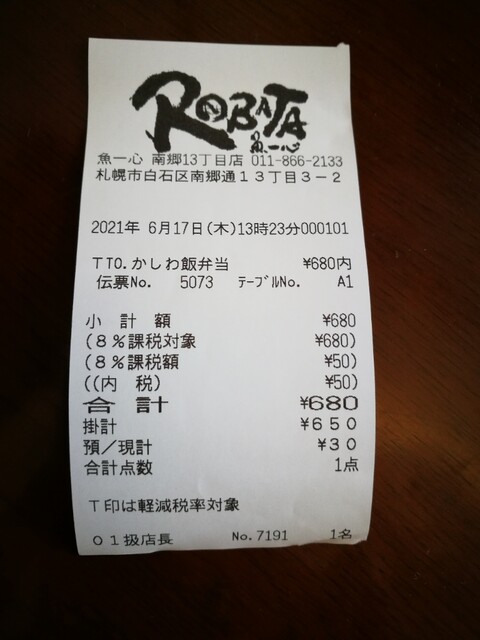 ROBATA
魚一心
魚一心 南郷13丁目店 011-866-2133
札幌市白石区南郷通13丁目3-2
2021年 6月17日(木)13時23分000101
TTO.かしわ飯弁当 ¥680内
伝票No. 5073 テーブルNo. A1
小 計 額 ¥680
(8%課税対象 ¥680)
(8%課税額 ¥50)
((内 税) ¥50)
合 計 ¥680
掛計 ¥650
預/現計 ¥30
合計点数 1点
T印は軽減税率対象
01扱店長 No.7191 1名